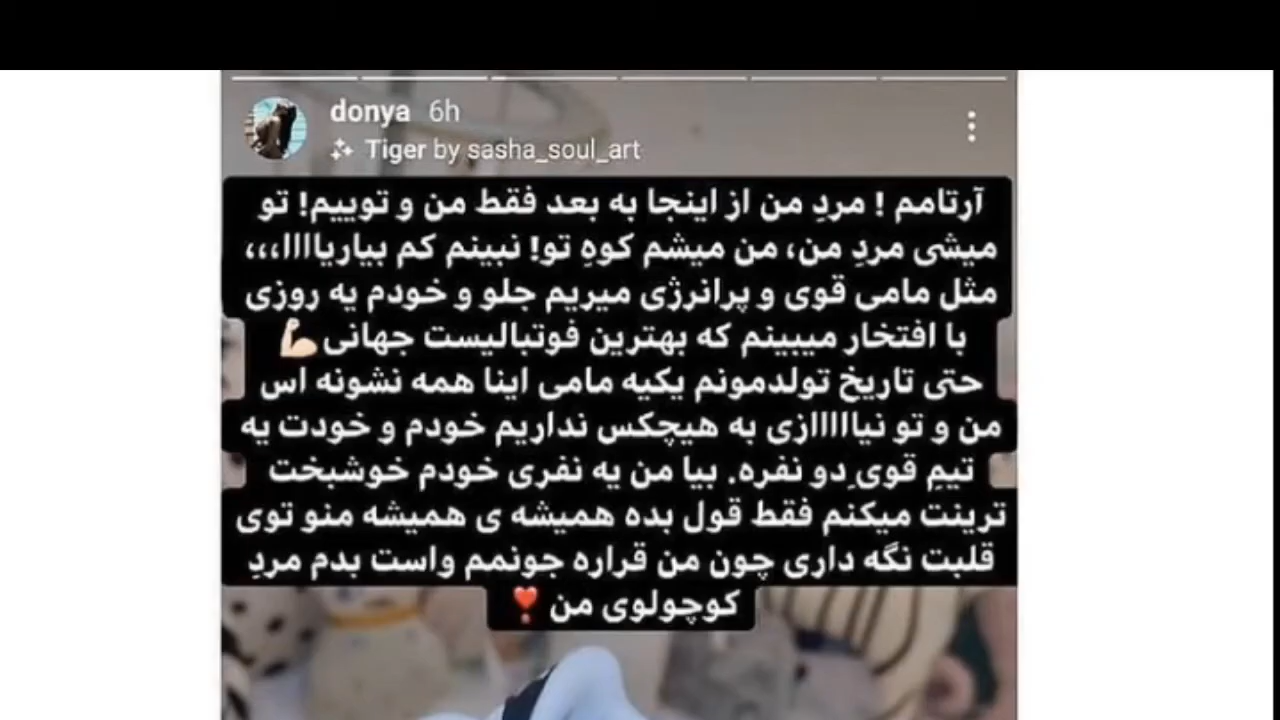 donya 6h
Tiger by sasha_soul_art
آرتامم ! مردِ من از اینجا به بعد فقط من و توییم! تو
میشی مردِ من، من میشم کوهِ تو! نبینم کم بیاریاااا،،،
مثل مامی قوی و پرانرژی میریم جلو و خودم یه روزی
با افتخار میبینم که بهترین فوتبالیست جهانی💪🏻
حتی تاریخ تولدمونم یکیه مامی اینا همه نشونه اس
من و تو نیااااازی به هیچکس نداریم خودم و خودت یه
تیمِ قوی ِدو نفره. بیا من یه نفری خودم خوشبخت
ترینت میکنم فقط قول بده همیشه ی همیشه منو توی
قلبت نگه داری چون من قراره جونمم واست بدم مردِ
کوچولوی من ❣️